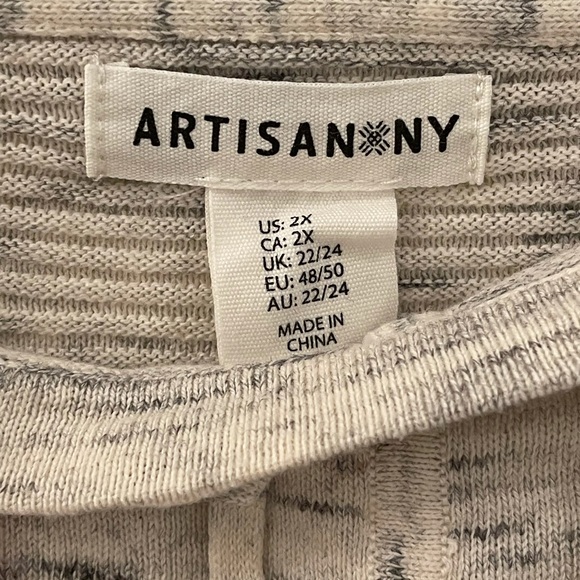 ARTISAN NY
US: 2X
CA: 2X
UK: 22/24
EU: 48/50
AU: 22/24
MADE IN
CHINA